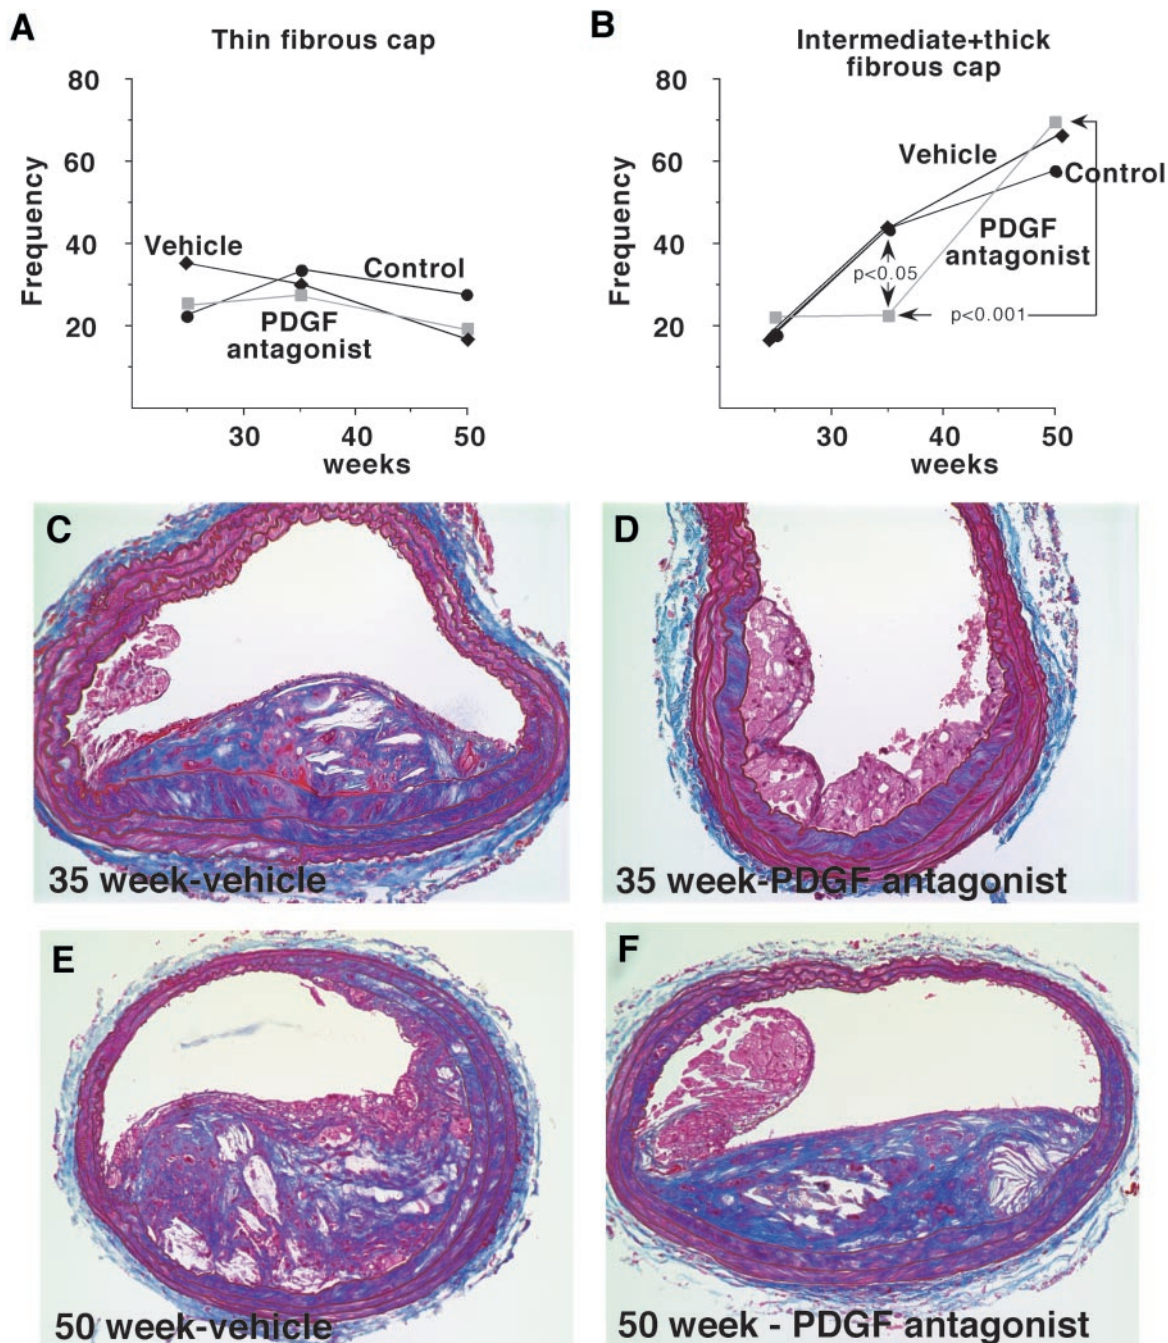 A
Thin fibrous cap
80
60
40
20
Frequency
Vehicle
Control
PDGF
antagonist
30
40
50
weeks
B
Intermediate+thick
fibrous cap
80
60
40
20
Frequency
Vehicle
Control
PDGF
antagonist
p<0.05
p<0.001
30
40
50
weeks
C
35 week-vehicle
D
35 week-PDGF antagonist
E
50 week-vehicle
F
50 week - PDGF antagonist